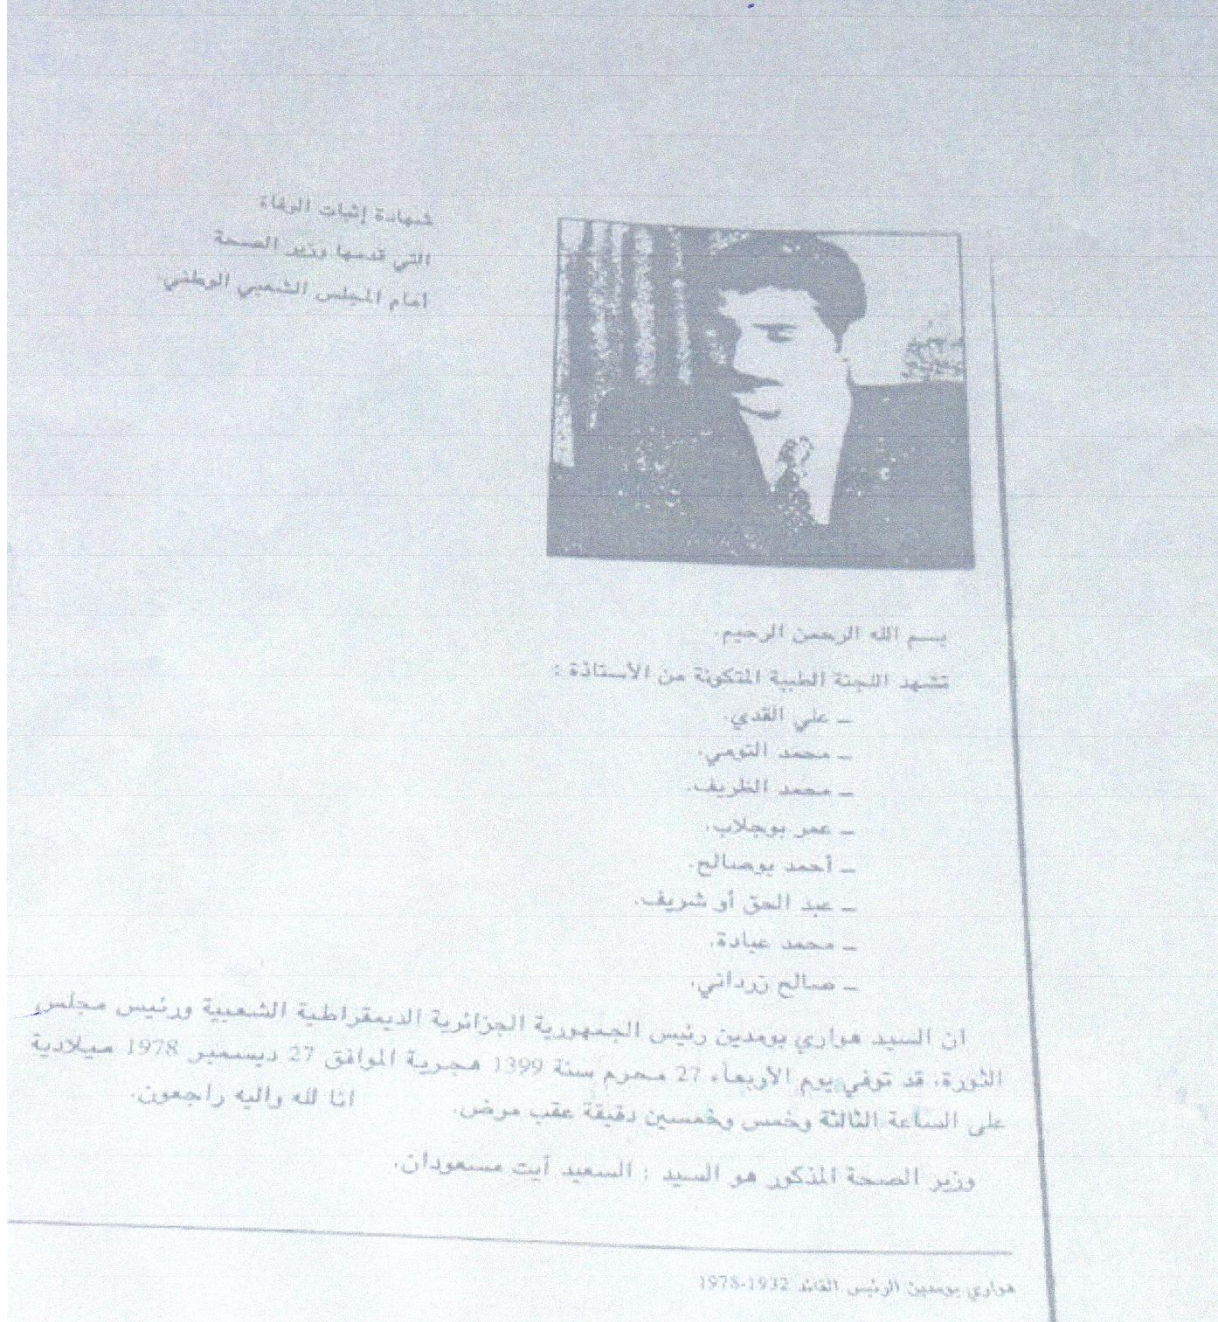 شهادة إثبات الوفاة
التي قدمها وزير الصحة
أمام المجلس الشعبي الوطني.
بسم الله الرحمن الرحيم.
تشهد اللجنة الطبية المتكونة من الأستاذة :
ـ علي القدي.
ـ محمد التومي.
ـ محمد الظريف.
ـ عمر بوجلاب.
ـ أحمد بوصالح.
ـ عبد الحق أو شريف.
ـ محمد عبادة.
ـ صالح زرداني.
ان السيد هواري بومدين رئيس الجمهورية الجزائرية الديمقراطية الشعبية ورئيس مجلس
الثورة، قد توفي يوم الأربعاء 27 محرم سنة 1399 هجرية الموافق 27 ديسمبر 1978 ميلادية
على الساعة الثالثة وخمس وخمسين دقيقة عقب مرض. انا لله واليه راجعون.
وزير الصحة المذكور هو السيد : السعيد آيت مسعودان.
هواري بومدين الرئيس القائد 1932-1978